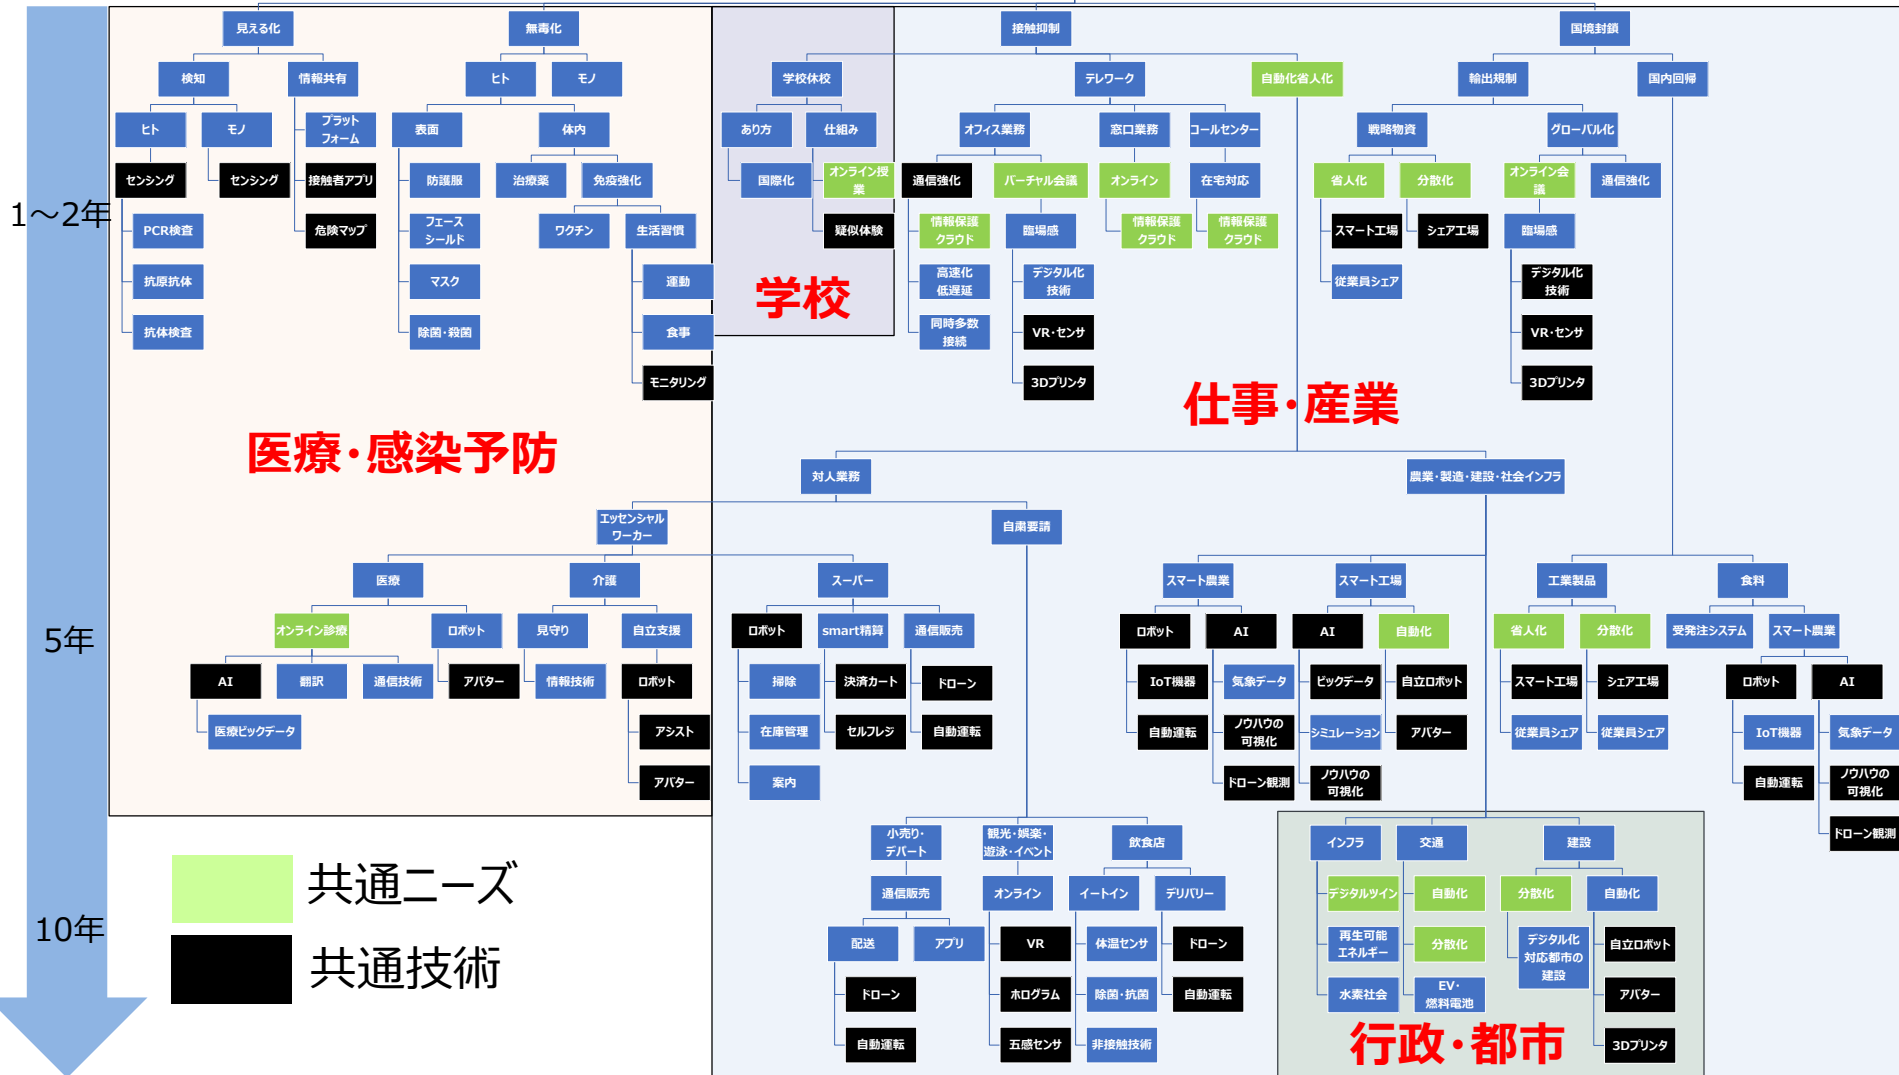 見える化
無毒化
接触抑制
国境封鎖
検知
情報共有
ヒト
モノ
学校休校
テレワーク
自動化省人化
輸出規制
国内回帰
ヒト
モノ
プラット
フォーム
表面
体内
あり方
仕組み
オフィス業務
窓口業務
コールセンター
戦略物資
グローバル化
センシング
センシング
接触者アプリ
防護服
治療薬
免疫強化
国際化
オンライン授
業
通信強化
バーチャル会議
オンライン
在宅対応
省人化
分散化
オンライン会
議
通信強化
1～2年
PCR検査
危険マップ
フェース
シールド
ワクチン
生活習慣
疑似体験
情報保護
クラウド
臨場感
情報保護
クラウド
情報保護
クラウド
スマート工場
シェア工場
臨場感
抗原抗体
マスク
運動
学校
高速化
低遅延
デジタル化
技術
従業員シェア
デジタル化
技術
抗体検査
除菌・殺菌
食事
同時多数
接続
VR・センサ
VR・センサ
モニタリング
3Dプリンタ
3Dプリンタ
仕事・産業
医療・感染予防
対人業務
農業・製造・建設・社会インフラ
エッセンシャル
ワーカー
自粛要請
医療
介護
スーパー
スマート農業
スマート工場
工業製品
食料
5年
オンライン診療
ロボット
見守り
自立支援
ロボット
smart精算
通信販売
ロボット
AI
AI
自動化
省人化
分散化
受発注システム
スマート農業
AI
翻訳
通信技術
アバター
情報技術
ロボット
掃除
決済カート
ドローン
IoT機器
気象データ
ビックデータ
自立ロボット
スマート工場
シェア工場
ロボット
AI
医療ビックデータ
アシスト
在庫管理
セルフレジ
自動運転
自動運転
ノウハウの
可視化
シミュレーション
アバター
従業員シェア
従業員シェア
IoT機器
気象データ
アバター
案内
ドローン観測
ノウハウの
可視化
自動運転
ノウハウの
可視化
ドローン観測
小売り・
デパート
観光・娯楽・
遊泳・イベント
飲食店
インフラ
交通
建設
共通ニーズ
通信販売
オンライン
イートイン
デリバリー
デジタルツイン
自動化
分散化
自動化
10年
配送
アプリ
VR
体温センサ
ドローン
再生可能
エネルギー
分散化
デジタル化
対応都市の
建設
自立ロボット
共通技術
ドローン
ホログラム
除菌・抗菌
自動運転
水素社会
EV・
燃料電池
アバター
自動運転
五感センサ
非接触技術
行政・都市
3Dプリンタ